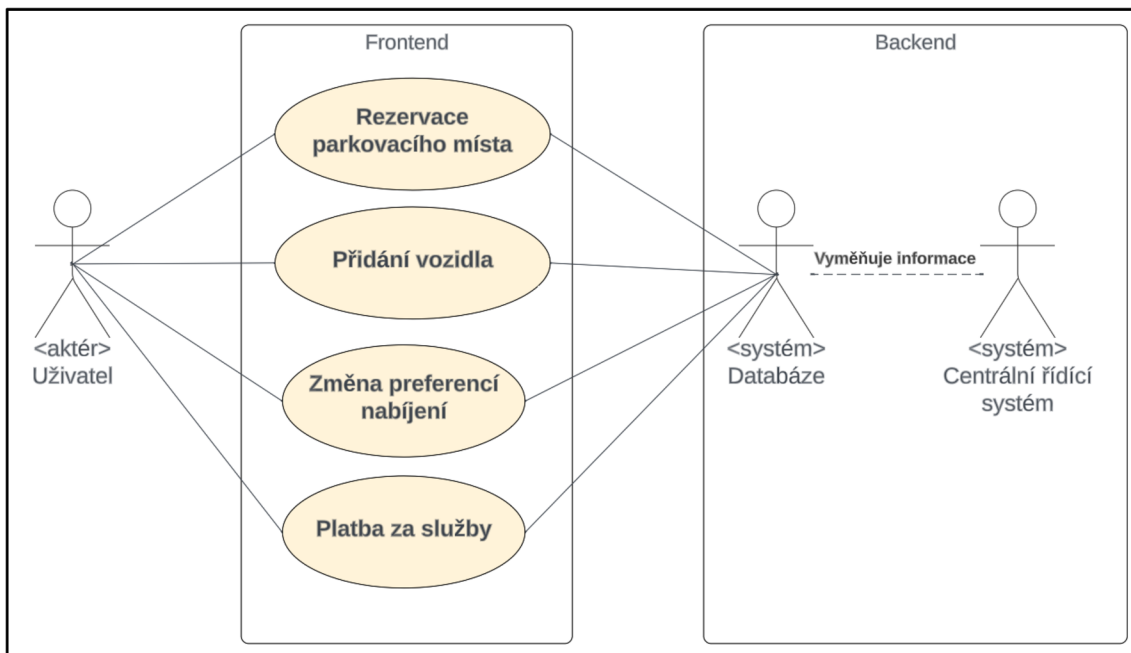 Frontend
Backend
Rezervace
parkovacího místa
Přidání vozidla
Vyměňuje informace
<aktér>
Uživatel
<systém>
Databáze
<systém>
Centrální řídící
systém
Změna preferencí
nabíjení
Platba za služby